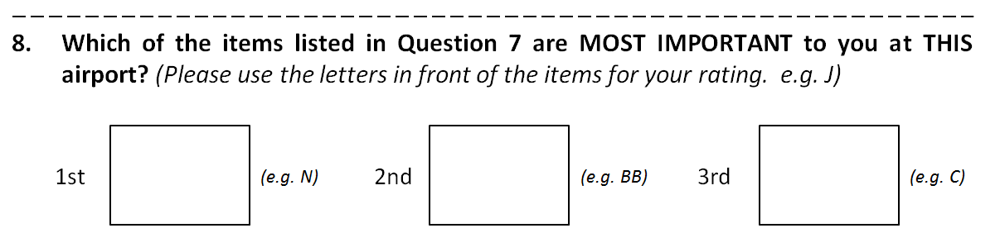 8. Which of the items listed in Question 7 are MOST IMPORTANT to you at THIS
airport? (Please use the letters in front of the items for your rating. e.g. J)
1st (e.g. N) 2nd (e.g. BB) 3rd (e.g. C)